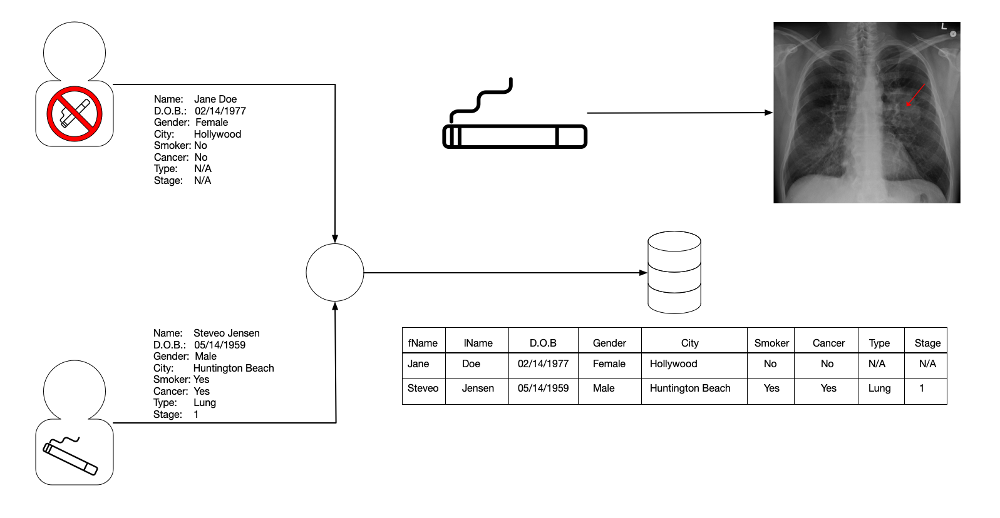 L
Name: Jane Doe
D.O.B.: 02/14/1977
Gender: Female
City: Hollywood
Smoker: No
Cancer: No
Type: N/A
Stage: N/A
Name: Steveo Jensen
D.O.B.: 05/14/1959
Gender: Male
City: Huntington Beach
Smoker: Yes
Cancer: Yes
Type: Lung
Stage: 1
fName lName D.O.B Gender City Smoker Cancer Type Stage
Jane Doe 02/14/1977 Female Hollywood No No N/A N/A
Steveo Jensen 05/14/1959 Male Huntington Beach Yes Yes Lung 1